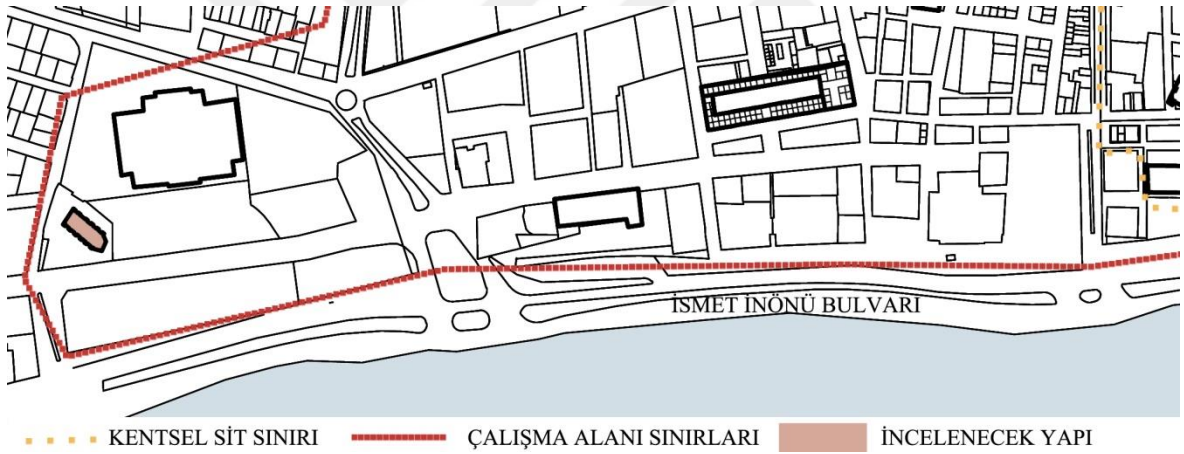 İSMET İNÖNÜ BULVARI
KENTSEL SİT SINIRI ÇALIŞMA ALANI SINIRLARI İNCELENECEK YAPI